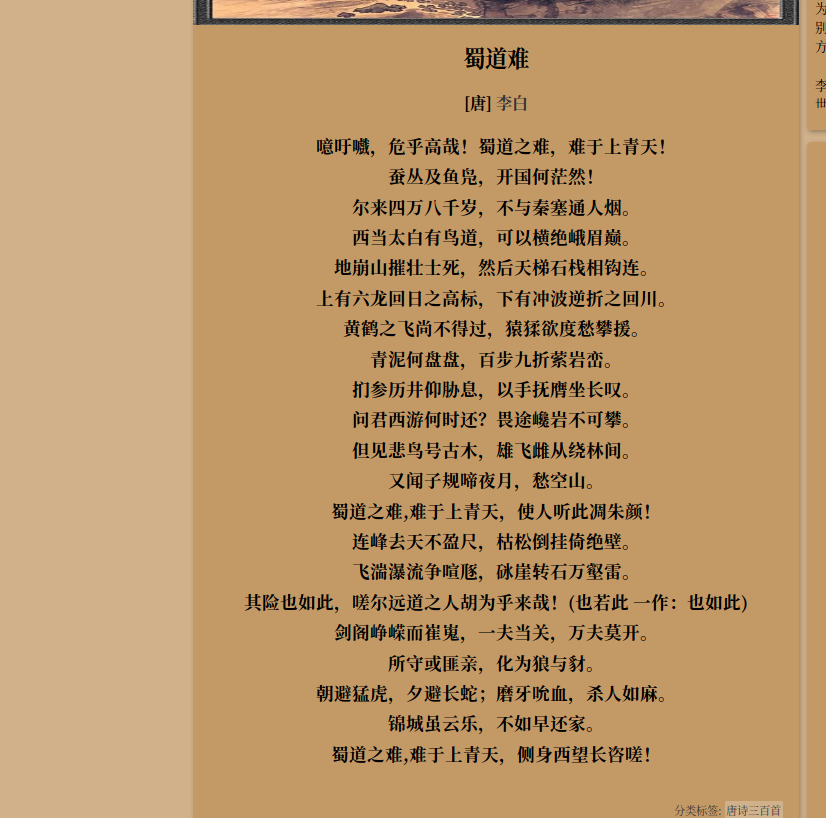 蜀道难
[唐] 李白
噫吁嚱，危乎高哉！蜀道之难，难于上青天！
蚕丛及鱼凫，开国何茫然！
尔来四万八千岁，不与秦塞通人烟。
西当太白有鸟道，可以横绝峨眉巅。
地崩山摧壮士死，然后天梯石栈相钩连。
上有六龙回日之高标，下有冲波逆折之回川。
黄鹤之飞尚不得过，猿猱欲度愁攀援。
青泥何盘盘，百步九折萦岩峦。
扪参历井仰胁息，以手抚膺坐长叹。
问君西游何时还？畏途巉岩不可攀。
但见悲鸟号古木，雄飞雌从绕林间。
又闻子规啼夜月，愁空山。
蜀道之难,难于上青天，使人听此凋朱颜！
连峰去天不盈尺，枯松倒挂倚绝壁。
飞湍瀑流争喧豗，砯崖转石万壑雷。
其险也如此，嗟尔远道之人胡为乎来哉！(也若此 一作：也如此)
剑阁峥嵘而崔嵬，一夫当关，万夫莫开。
所守或匪亲，化为狼与豺。
朝避猛虎，夕避长蛇；磨牙吮血，杀人如麻。
锦城虽云乐，不如早还家。
蜀道之难,难于上青天，侧身西望长咨嗟！
分类标签: 唐诗三百首
为
别
方
李